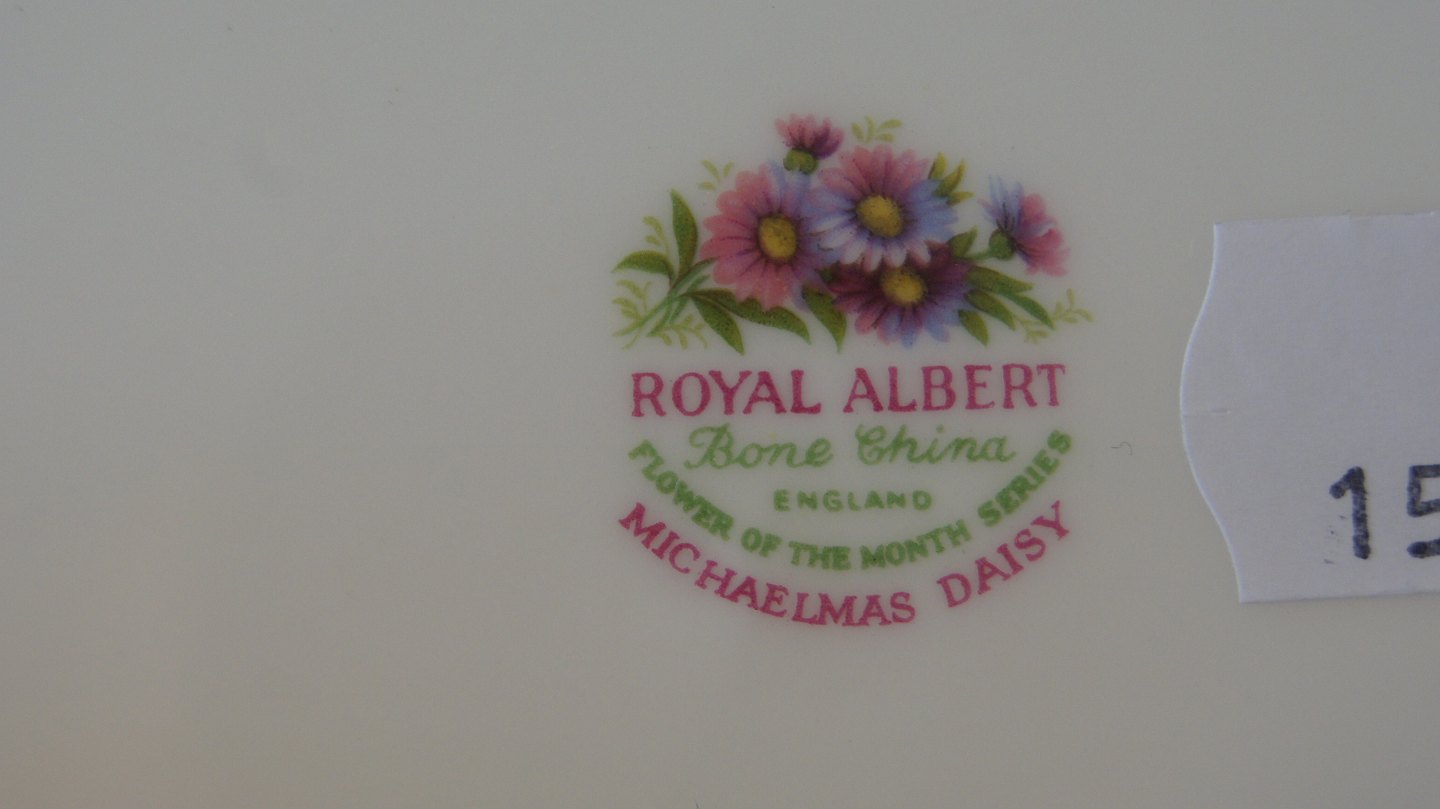 ROYAL ALBERT
Bone China
ENGLAND
FLOWER OF THE MONTH SERIES
MICHAELMAS DAISY
15